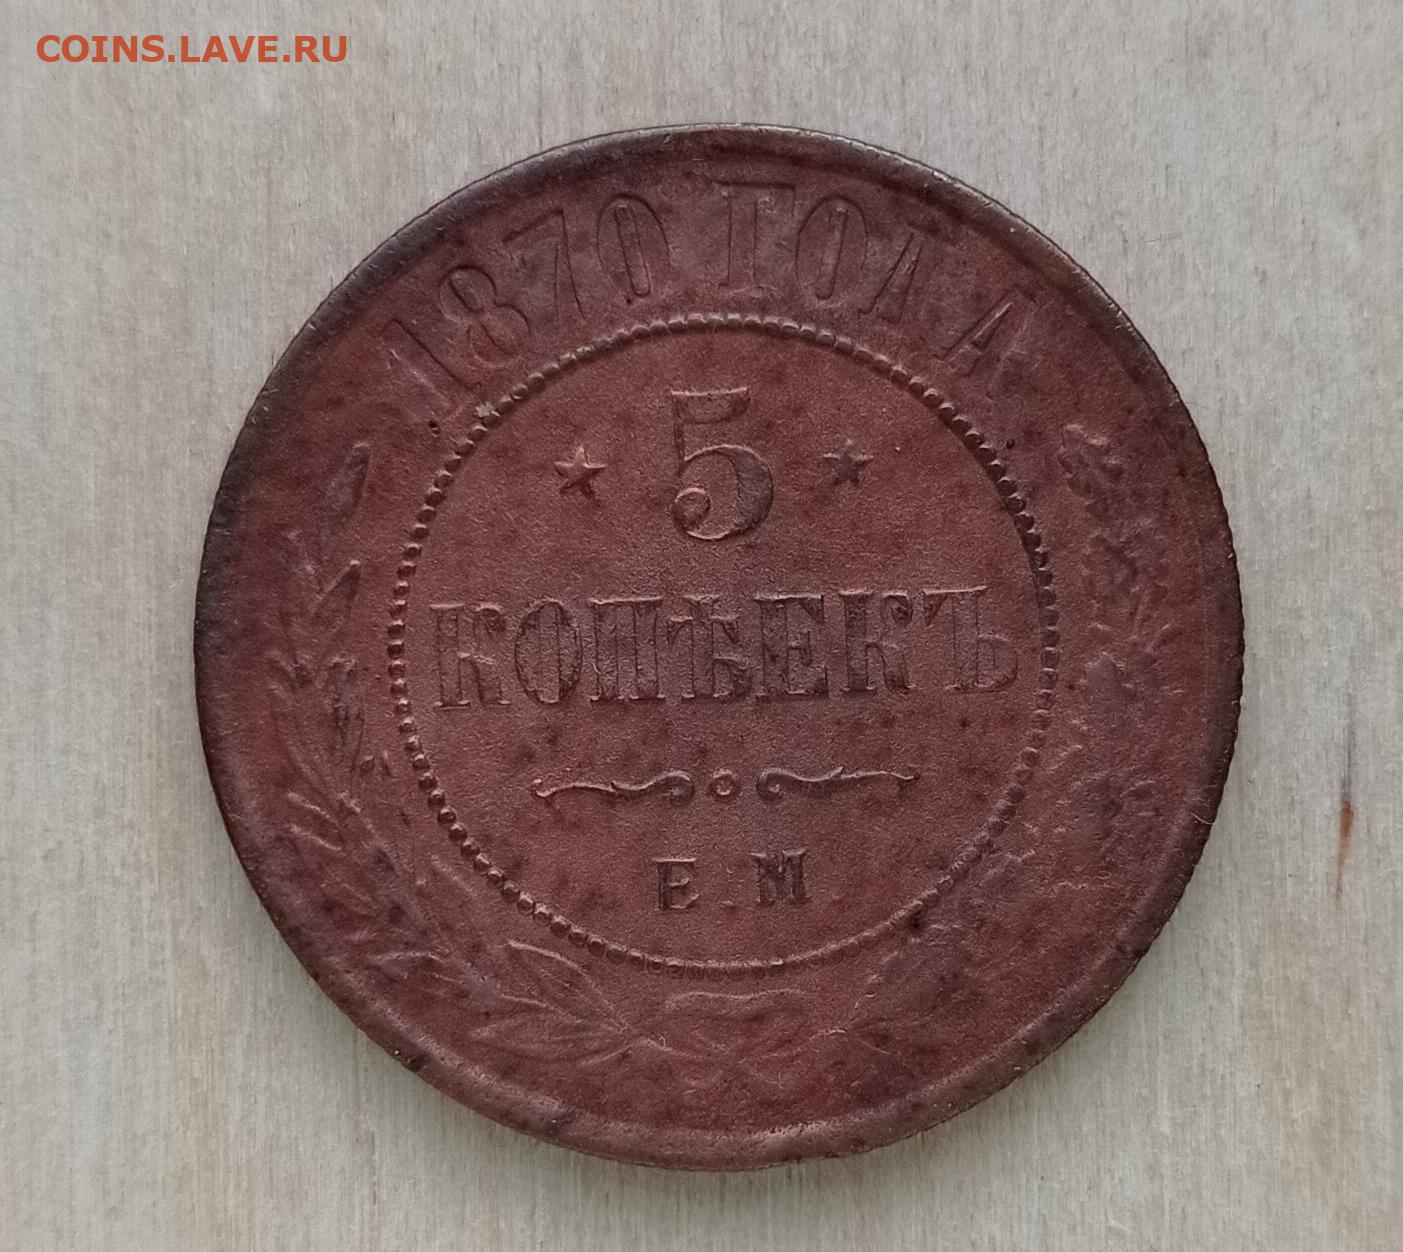 COINS.LAVE.RU
1870 ГОДА
5
КОПѢЕКЪ
Е.М.